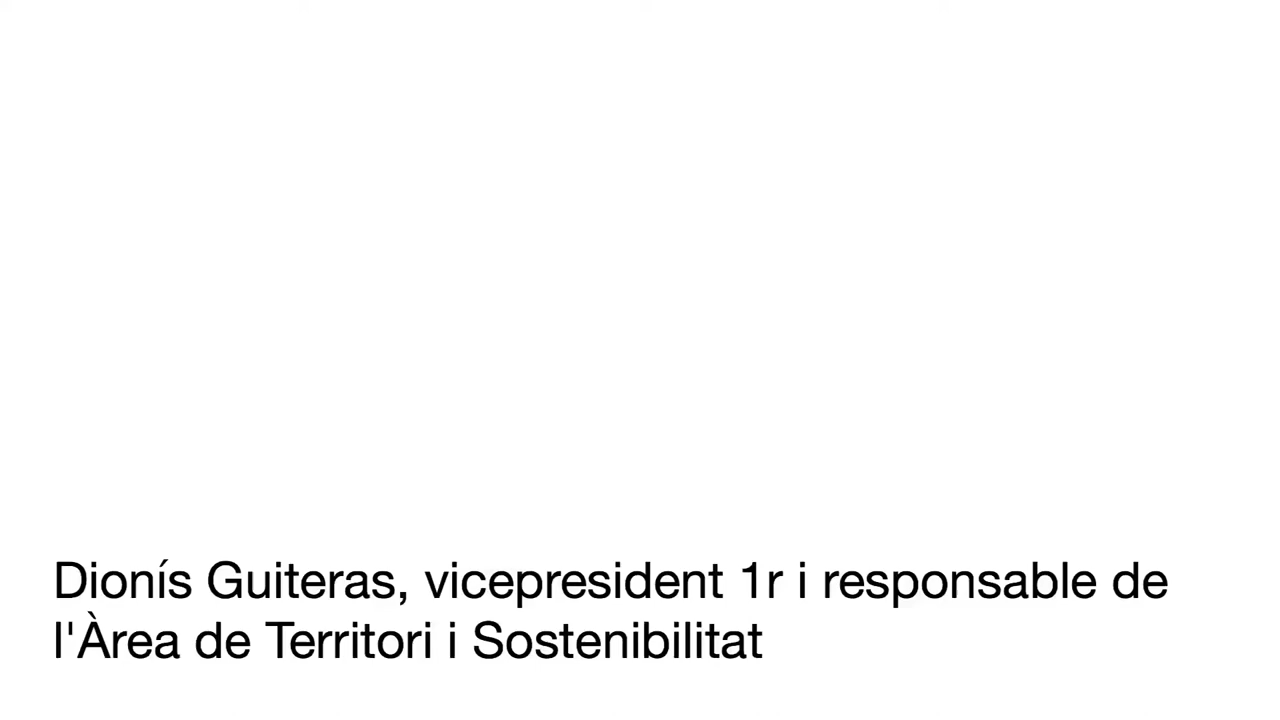 Dionís Guiteras, vicepresident 1r i responsable de
l'Àrea de Territori i Sostenibilitat